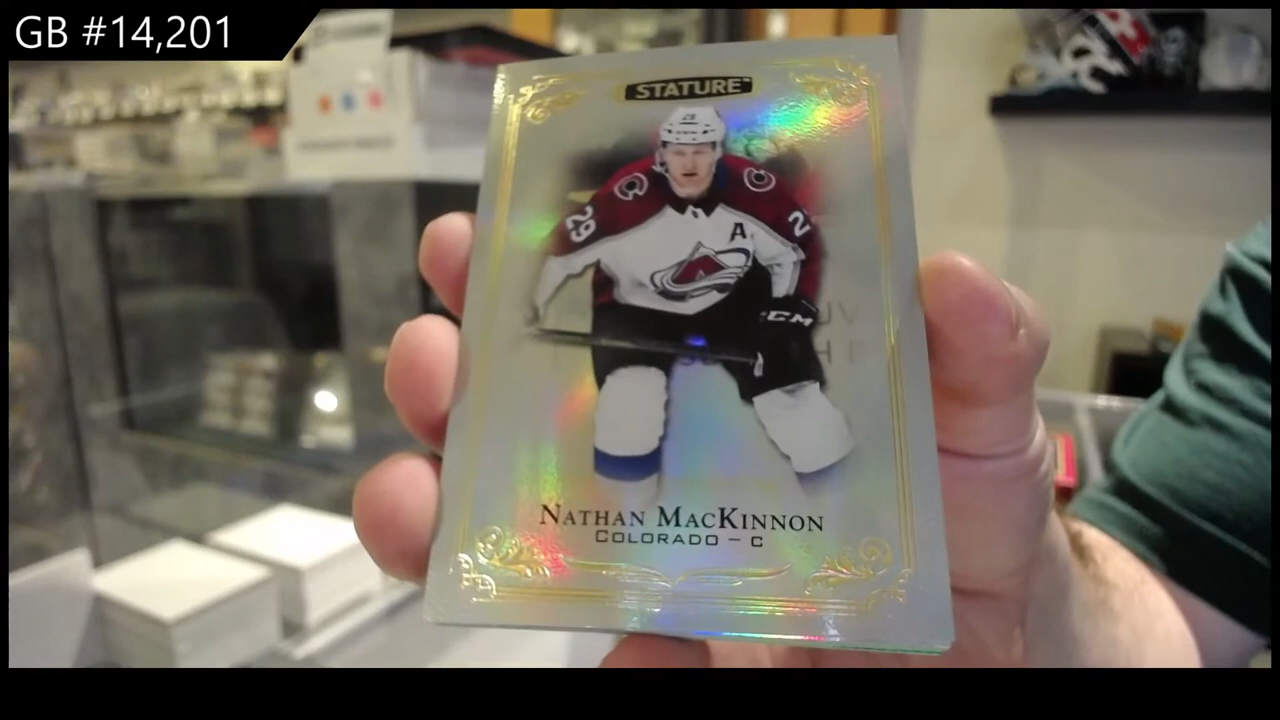 GB #14,201
STATURE
29
29
A
CCM
NATHAN MACKINNON
COLORADO – C